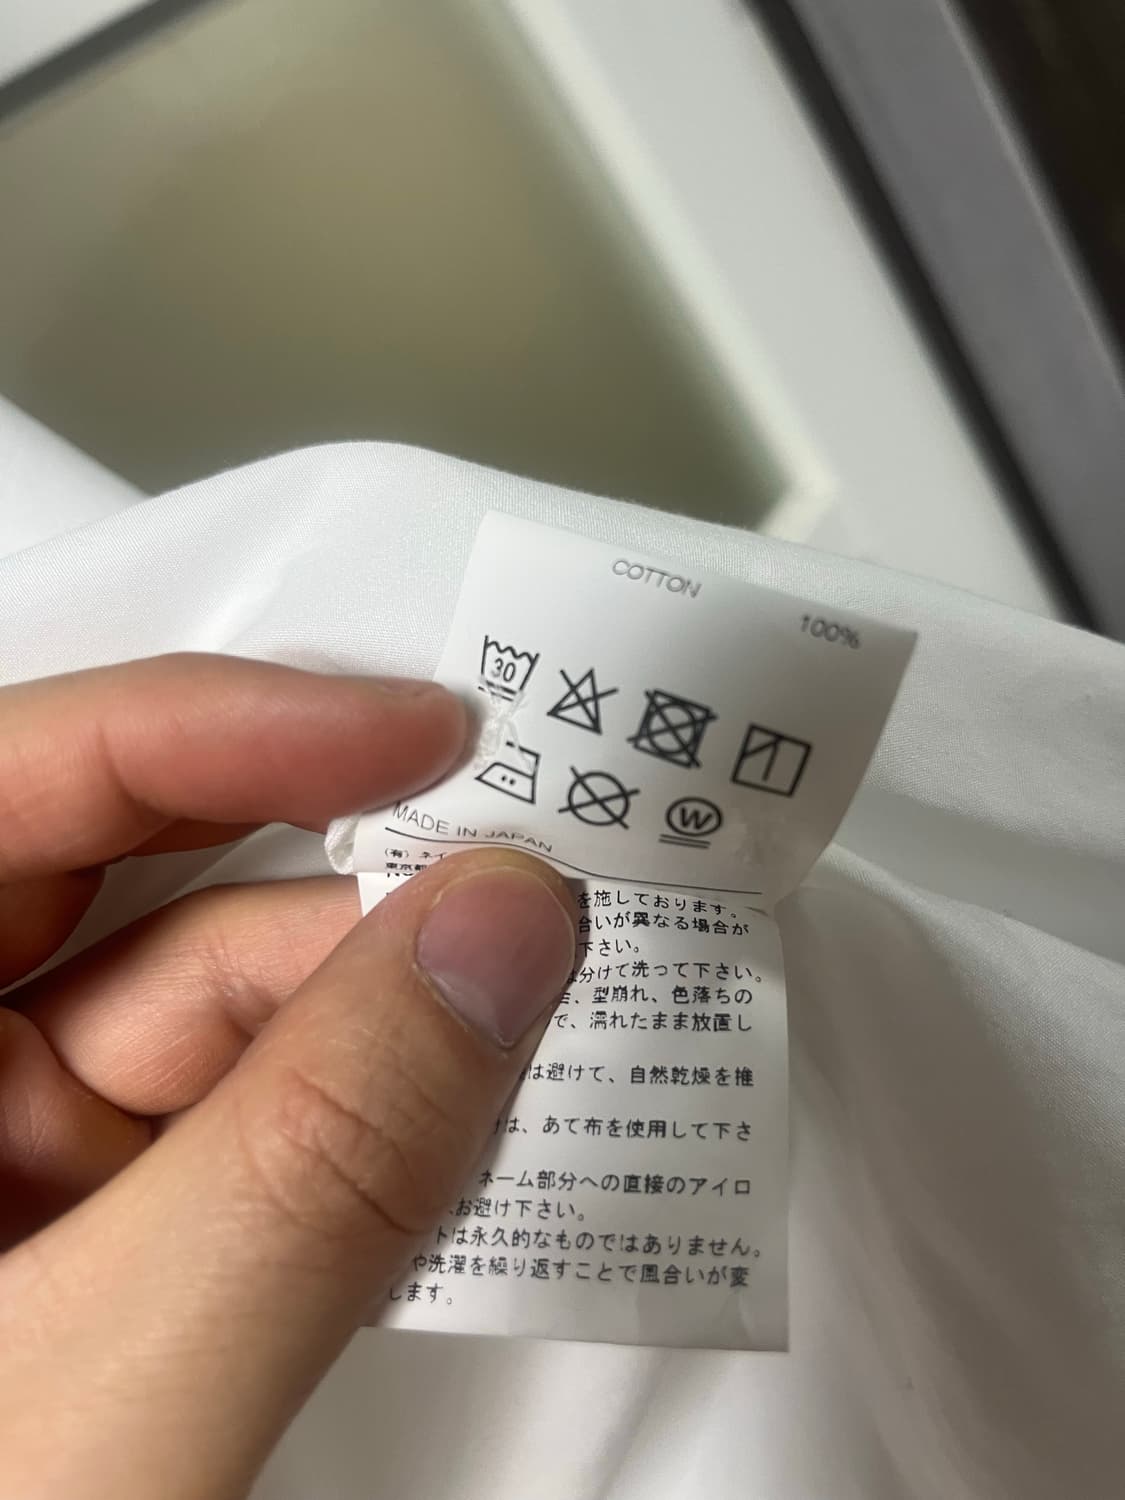 COTTON 100%
30
W
MADE IN JAPAN
(有) ネイ
東京都
を施しております。
合いが異なる場合が
下さい。
は分けて洗って下さい。
、型崩れ、色落ちの
で、濡れたまま放置し
は避けて、自然乾燥を推
は、あて布を使用して下さ
ネーム部分への直接のアイロ
お避け下さい。
トは永久的なものではありません。
や洗濯を繰り返すことで風合いが変
します。